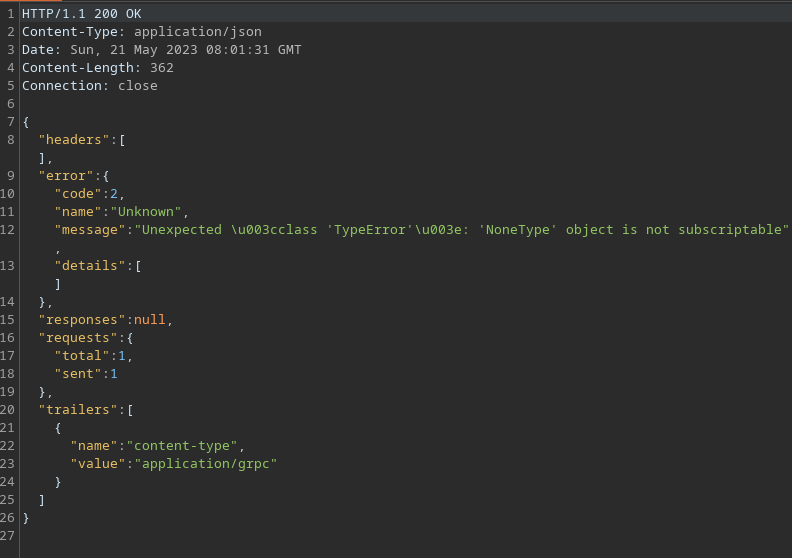 1 HTTP/1.1 200 OK
2 Content-Type: application/json
3 Date: Sun, 21 May 2023 08:01:31 GMT
4 Content-Length: 362
5 Connection: close
6
7 {
8   "headers":[
  ],
9   "error":{
10     "code":2,
11     "name":"Unknown",
12     "message":"Unexpected \u003cclass 'TypeError'\u003e: 'NoneType' object is not subscriptable"
    ,
13     "details":[
    ]
14   },
15   "responses":null,
16   "requests":{
17     "total":1,
18     "sent":1
19   },
20   "trailers":[
21     {
22       "name":"content-type",
23       "value":"application/grpc"
24     }
25   ]
26 }
27